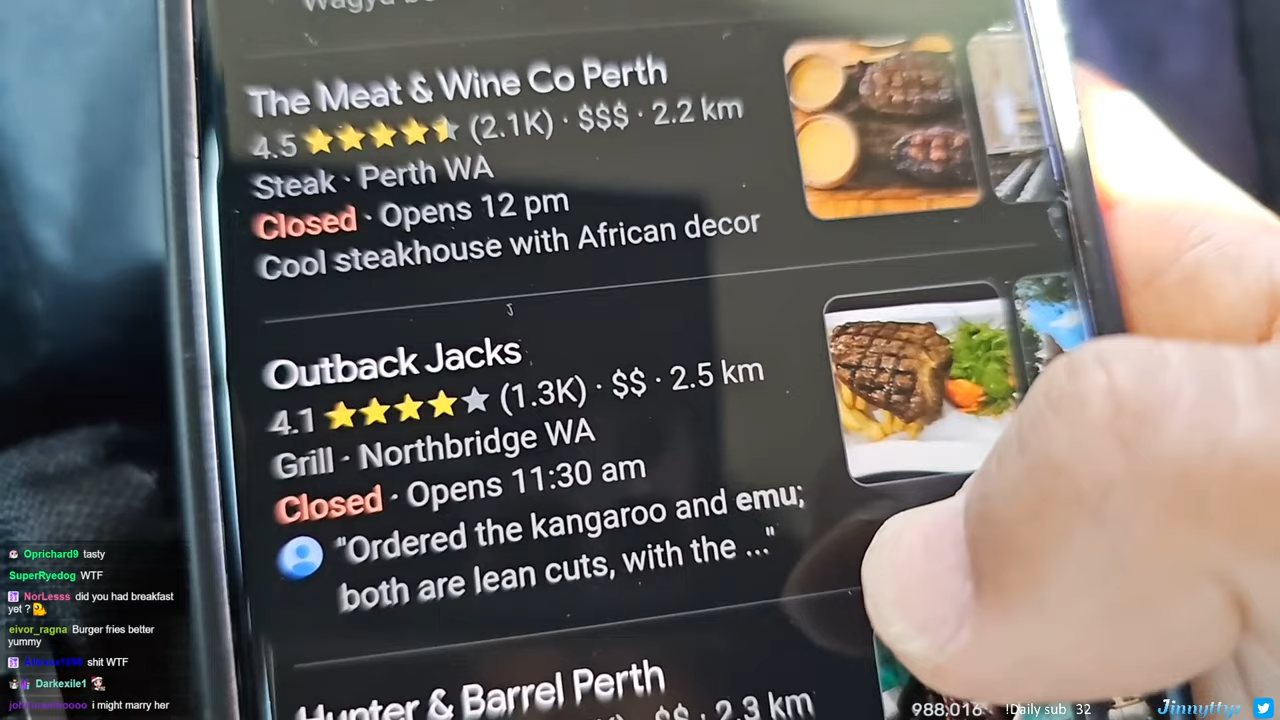 The Meat & Wine Co Perth
4.5 (2.1K) · $$$ · 2.2 km
Steak · Perth WA
Closed · Opens 12 pm
Cool steakhouse with African decor
Outback Jacks
4.1 (1.3K) · $$ · 2.5 km
Grill · Northbridge WA
Closed · Opens 11:30 am
"Ordered the kangaroo and emu;
both are lean cuts, with the ..."
Hunter & Barrel Perth
$$ · 2.3 km
Oprichard9 tasty
SuperRyedog WTF
NorLesss did you had breakfast
yet ?
eivor_ragna Burger fries better
yummy
shit WTF
Darkexile1
i might marry her
988,016 !Daily sub 32 Jinnytty